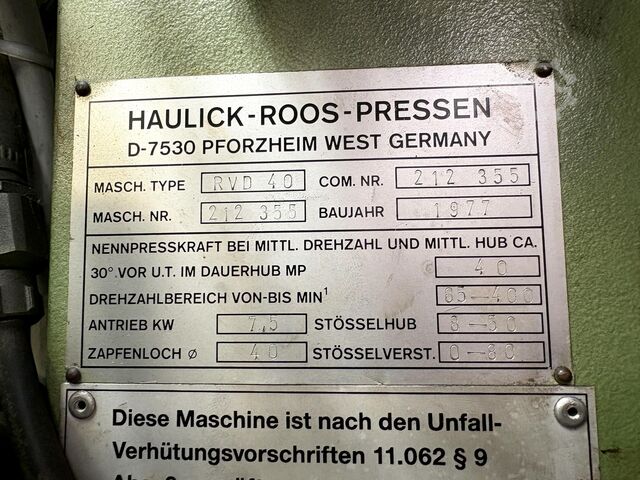 HAULICK-ROOS-PRESSEN
D-7530 PFORZHEIM WEST GERMANY
MASCH. TYPE RVD 40 COM. NR. 212 355
MASCH. NR. 212 355 BAUJAHR 1977
NENNPRESSKRAFT BEI MITTL. DREHZAHL UND MITTL. HUB CA.
30°.VOR U.T. IM DAUERHUB MP 40
DREHZAHLBEREICH VON-BIS MIN¹ 65-400
ANTRIEB KW 7,5 STÖSSELHUB 8-50
ZAPFENLOCH ø 40 STÖSSELVERST. 0-80
Diese Maschine ist nach den Unfall-
Verhütungsvorschriften 11.062 § 9